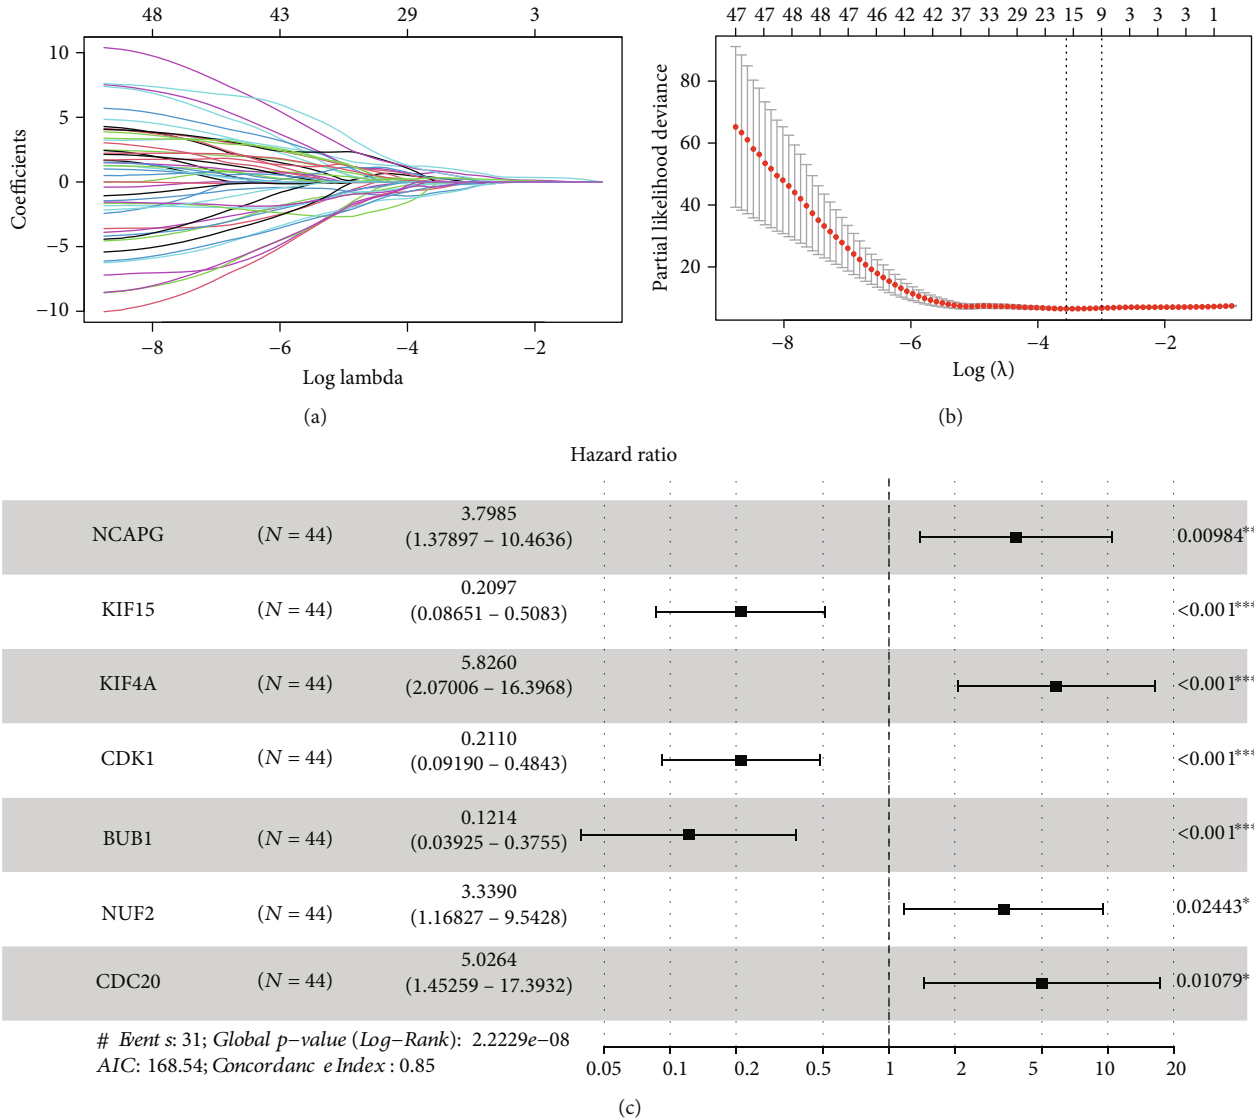 48 43 29 3
10
5
0
−5
−10
Coefficients
−8 −6 −4 −2
Log lambda
(a)
47 47 48 48 47 46 42 42 37 33 29 23 15 9 3 3 3 1
80
60
40
20
Partial likelihood deviance
−8 −6 −4 −2
Log (λ)
(b)
Hazard ratio
NCAPG (N = 44) 3.7985 (1.37897 – 10.4636) 0.00984**
KIF15 (N = 44) 0.2097 (0.08651 – 0.5083) <0.001***
KIF4A (N = 44) 5.8260 (2.07006 – 16.3968) <0.001***
CDK1 (N = 44) 0.2110 (0.09190 – 0.4843) <0.001***
BUB1 (N = 44) 0.1214 (0.03925 – 0.3755) <0.001***
NUF2 (N = 44) 3.3390 (1.16827 – 9.5428) 0.02443*
CDC20 (N = 44) 5.0264 (1.45259 – 17.3932) 0.01079*
# Event s: 31; Global p−value (Log−Rank): 2.2229e−08
AIC: 168.54; Concordanc e Index : 0.85
0.05 0.1 0.2 0.5 1 2 5 10 20
(c)